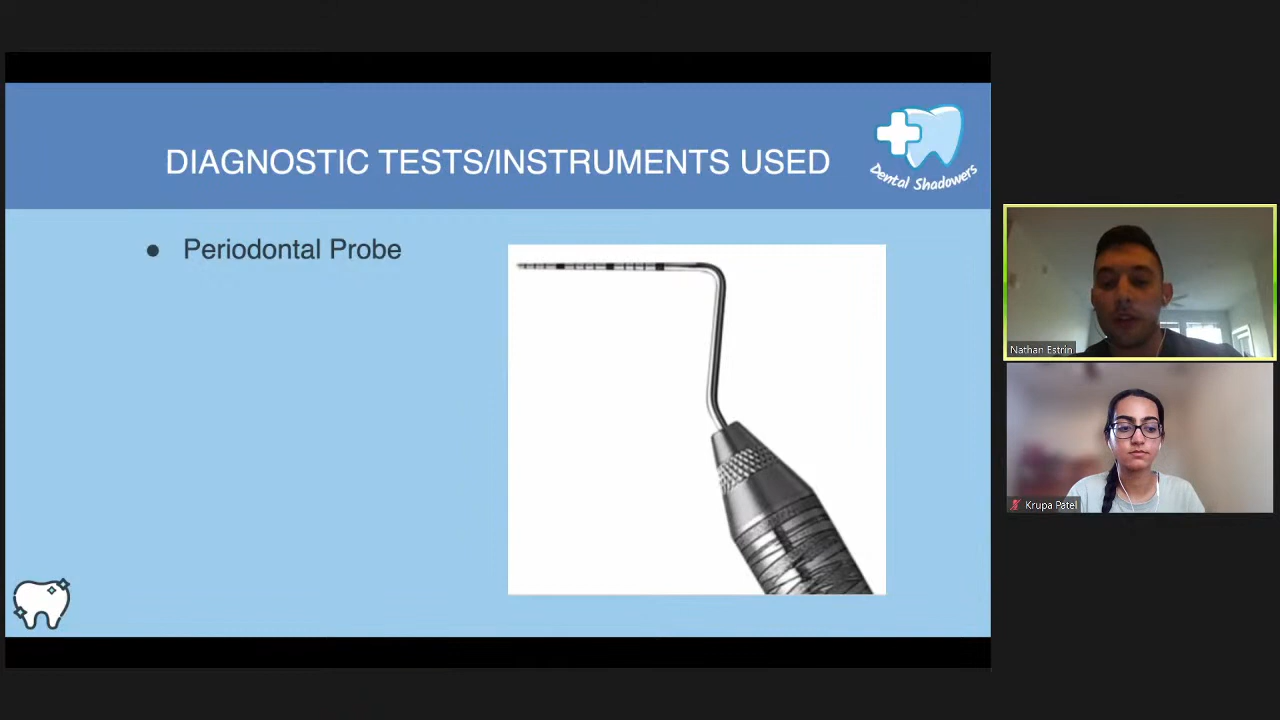 DIAGNOSTIC TESTS/INSTRUMENTS USED
Dental Shadowers
● Periodontal Probe
Nathan Estrin
Krupa Patel